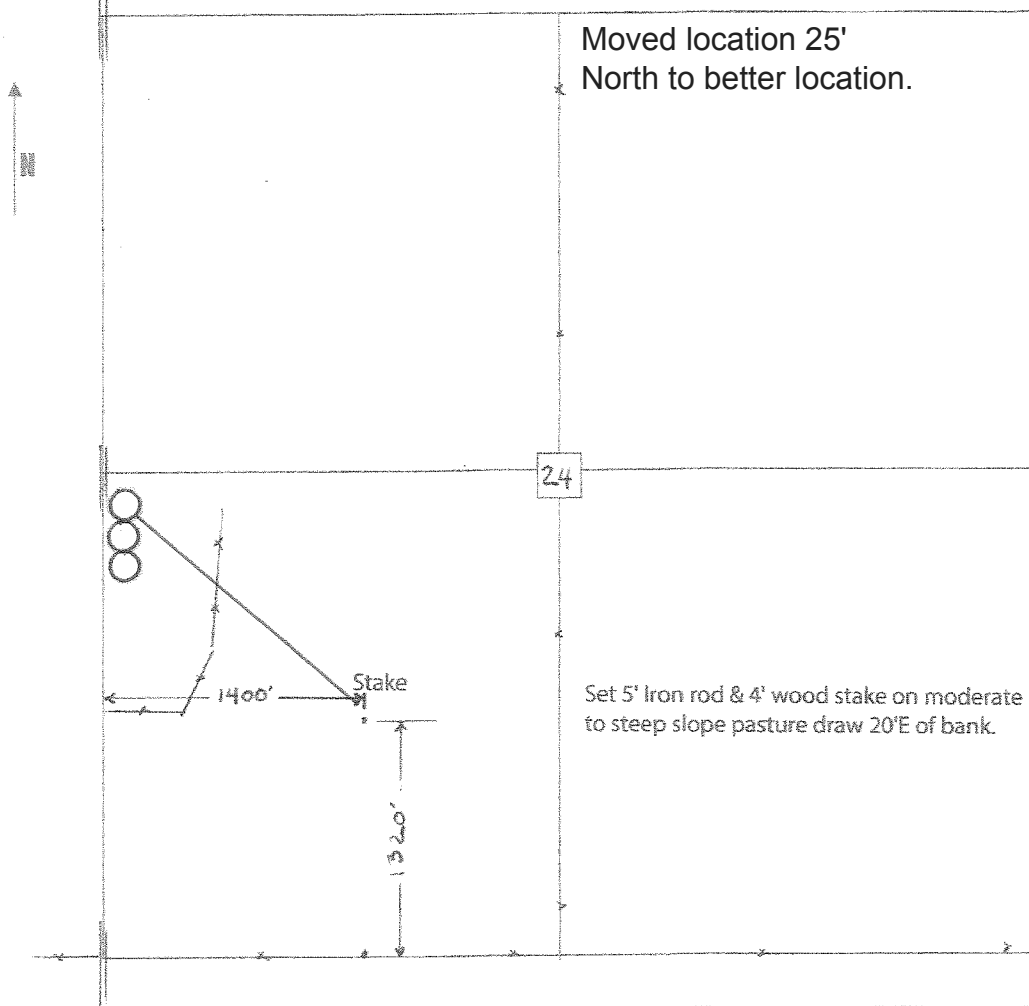 Moved location 25'
North to better location.
N
24
Stake
1400'
Set 5' Iron rod & 4' wood stake on moderate
to steep slope pasture draw 20'E of bank.
1320'